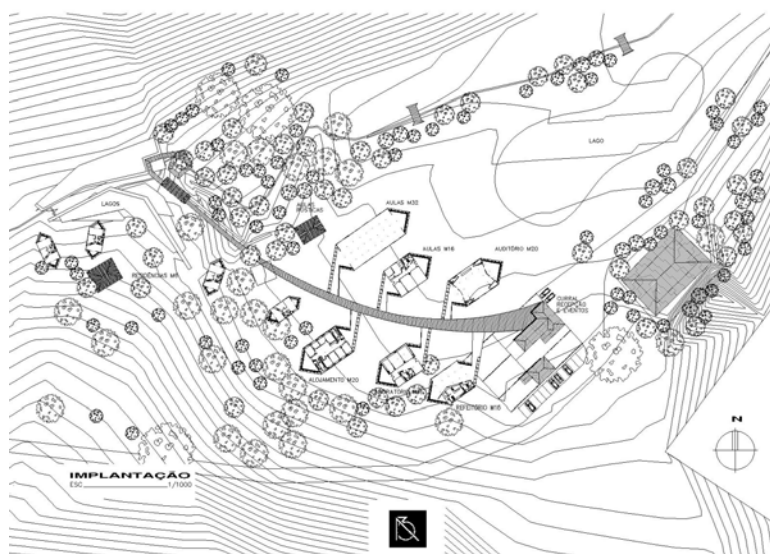 LAGO
AULAS M32
LAGOS
RÚSTICAS
AULAS M16
AUDITÓRIO M20
RESIDÊNCIAS M8
CURRAL
RECEPÇÃO
E EVENTOS
ALOJAMENTO M20
REFEITÓRIO M16
N
IMPLANTAÇÃO
ESC 1/1000